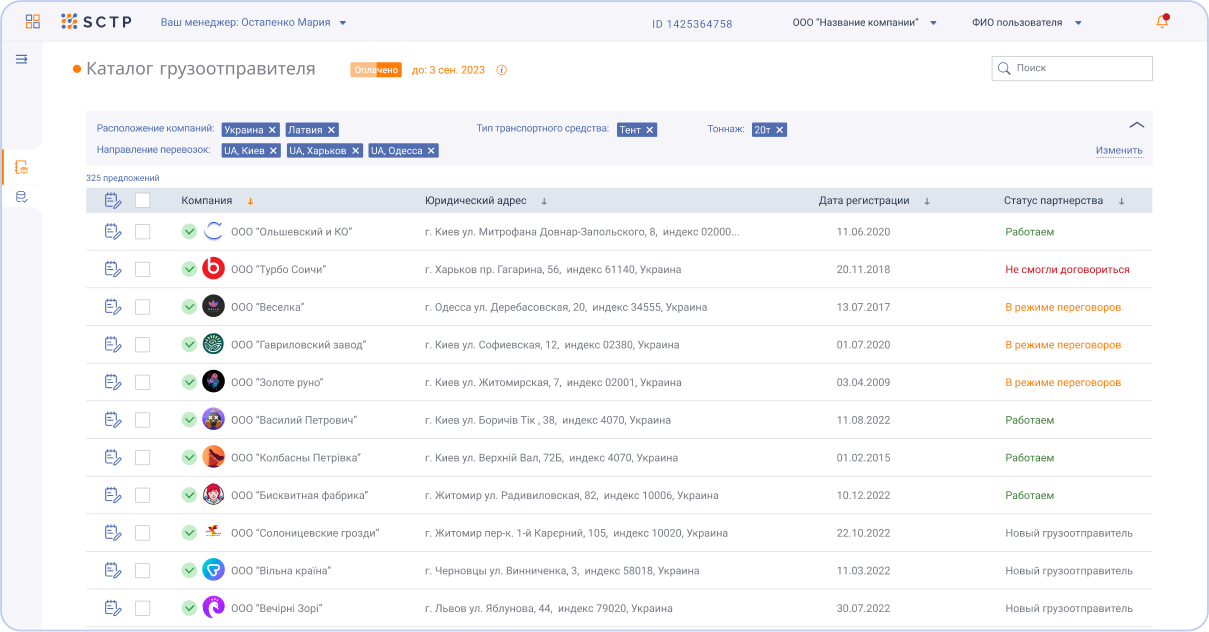 SCTP Ваш менеджер: Остапенко Мария ID 1425364758 ООО “Название компании” ФИО пользователя
Каталог грузоотправителя Оплачено до: 3 сен. 2023 Поиск
Расположение компаний: Украина Латвия Тип транспортного средства: Тент Тоннаж: 20т
Направление перевозок: UA, Киев UA, Харьков UA, Одесса Изменить
325 предложений
Компания Юридический адрес Дата регистрации Статус партнерства
ООО “Ольшевский и КО” г. Киев ул. Митрофана Довнар-Запольского, 8, индекс 02000... 11.06.2020 Работаем
ООО “Турбо Соичи” г. Харьков пр. Гагарина, 56, индекс 61140, Украина 20.11.2018 Не смогли договориться
ООО “Веселка” г. Одесса ул. Деребасовская, 20, индекс 34555, Украина 13.07.2017 В режиме переговоров
ООО “Гавриловский завод” г. Киев ул. Софиевская, 12, индекс 02380, Украина 01.07.2020 В режиме переговоров
ООО “Золоте руно” г. Киев ул. Житомирская, 7, индекс 02001, Украина 03.04.2009 В режиме переговоров
ООО “Василий Петрович” г. Киев ул. Боричів Тік , 38, индекс 4070, Украина 11.08.2022 Работаем
ООО “Колбасны Петрівка” г. Киев ул. Верхній Вал, 72Б, индекс 4070, Украина 01.02.2015 Работаем
ООО “Бисквитная фабрика” г. Житомир ул. Радивиловская, 82, индекс 10006, Украина 10.12.2022 Работаем
ООО “Солоницевские грозди” г. Житомир пер-к. 1-й Карєрний, 105, индекс 10020, Украина 22.10.2022 Новый грузоотправитель
ООО “Вільна країна” г. Черновцы ул. Винниченка, 3, индекс 58018, Украина 11.03.2022 Новый грузоотправитель
ООО “Вечірні Зорі” г. Львов ул. Яблунова, 44, индекс 79020, Украина 30.07.2022 Новый грузоотправитель